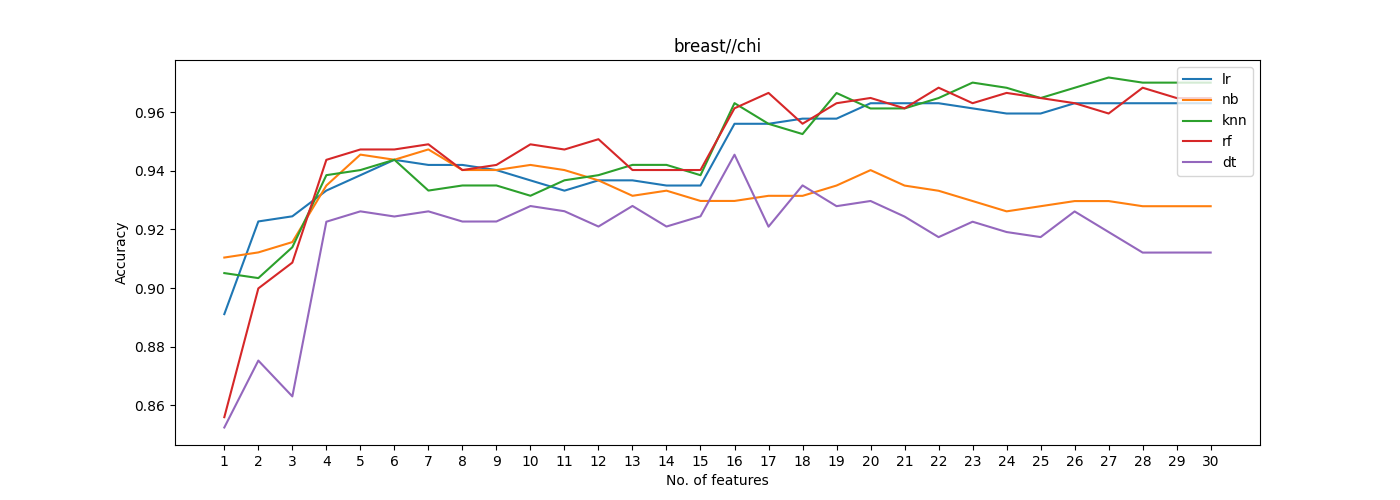 breast//chi
Accuracy
0.96
0.94
0.92
0.90
0.88
0.86
1 2 3 4 5 6 7 8 9 10 11 12 13 14 15 16 17 18 19 20 21 22 23 24 25 26 27 28 29 30
No. of features
lr
nb
knn
rf
dt